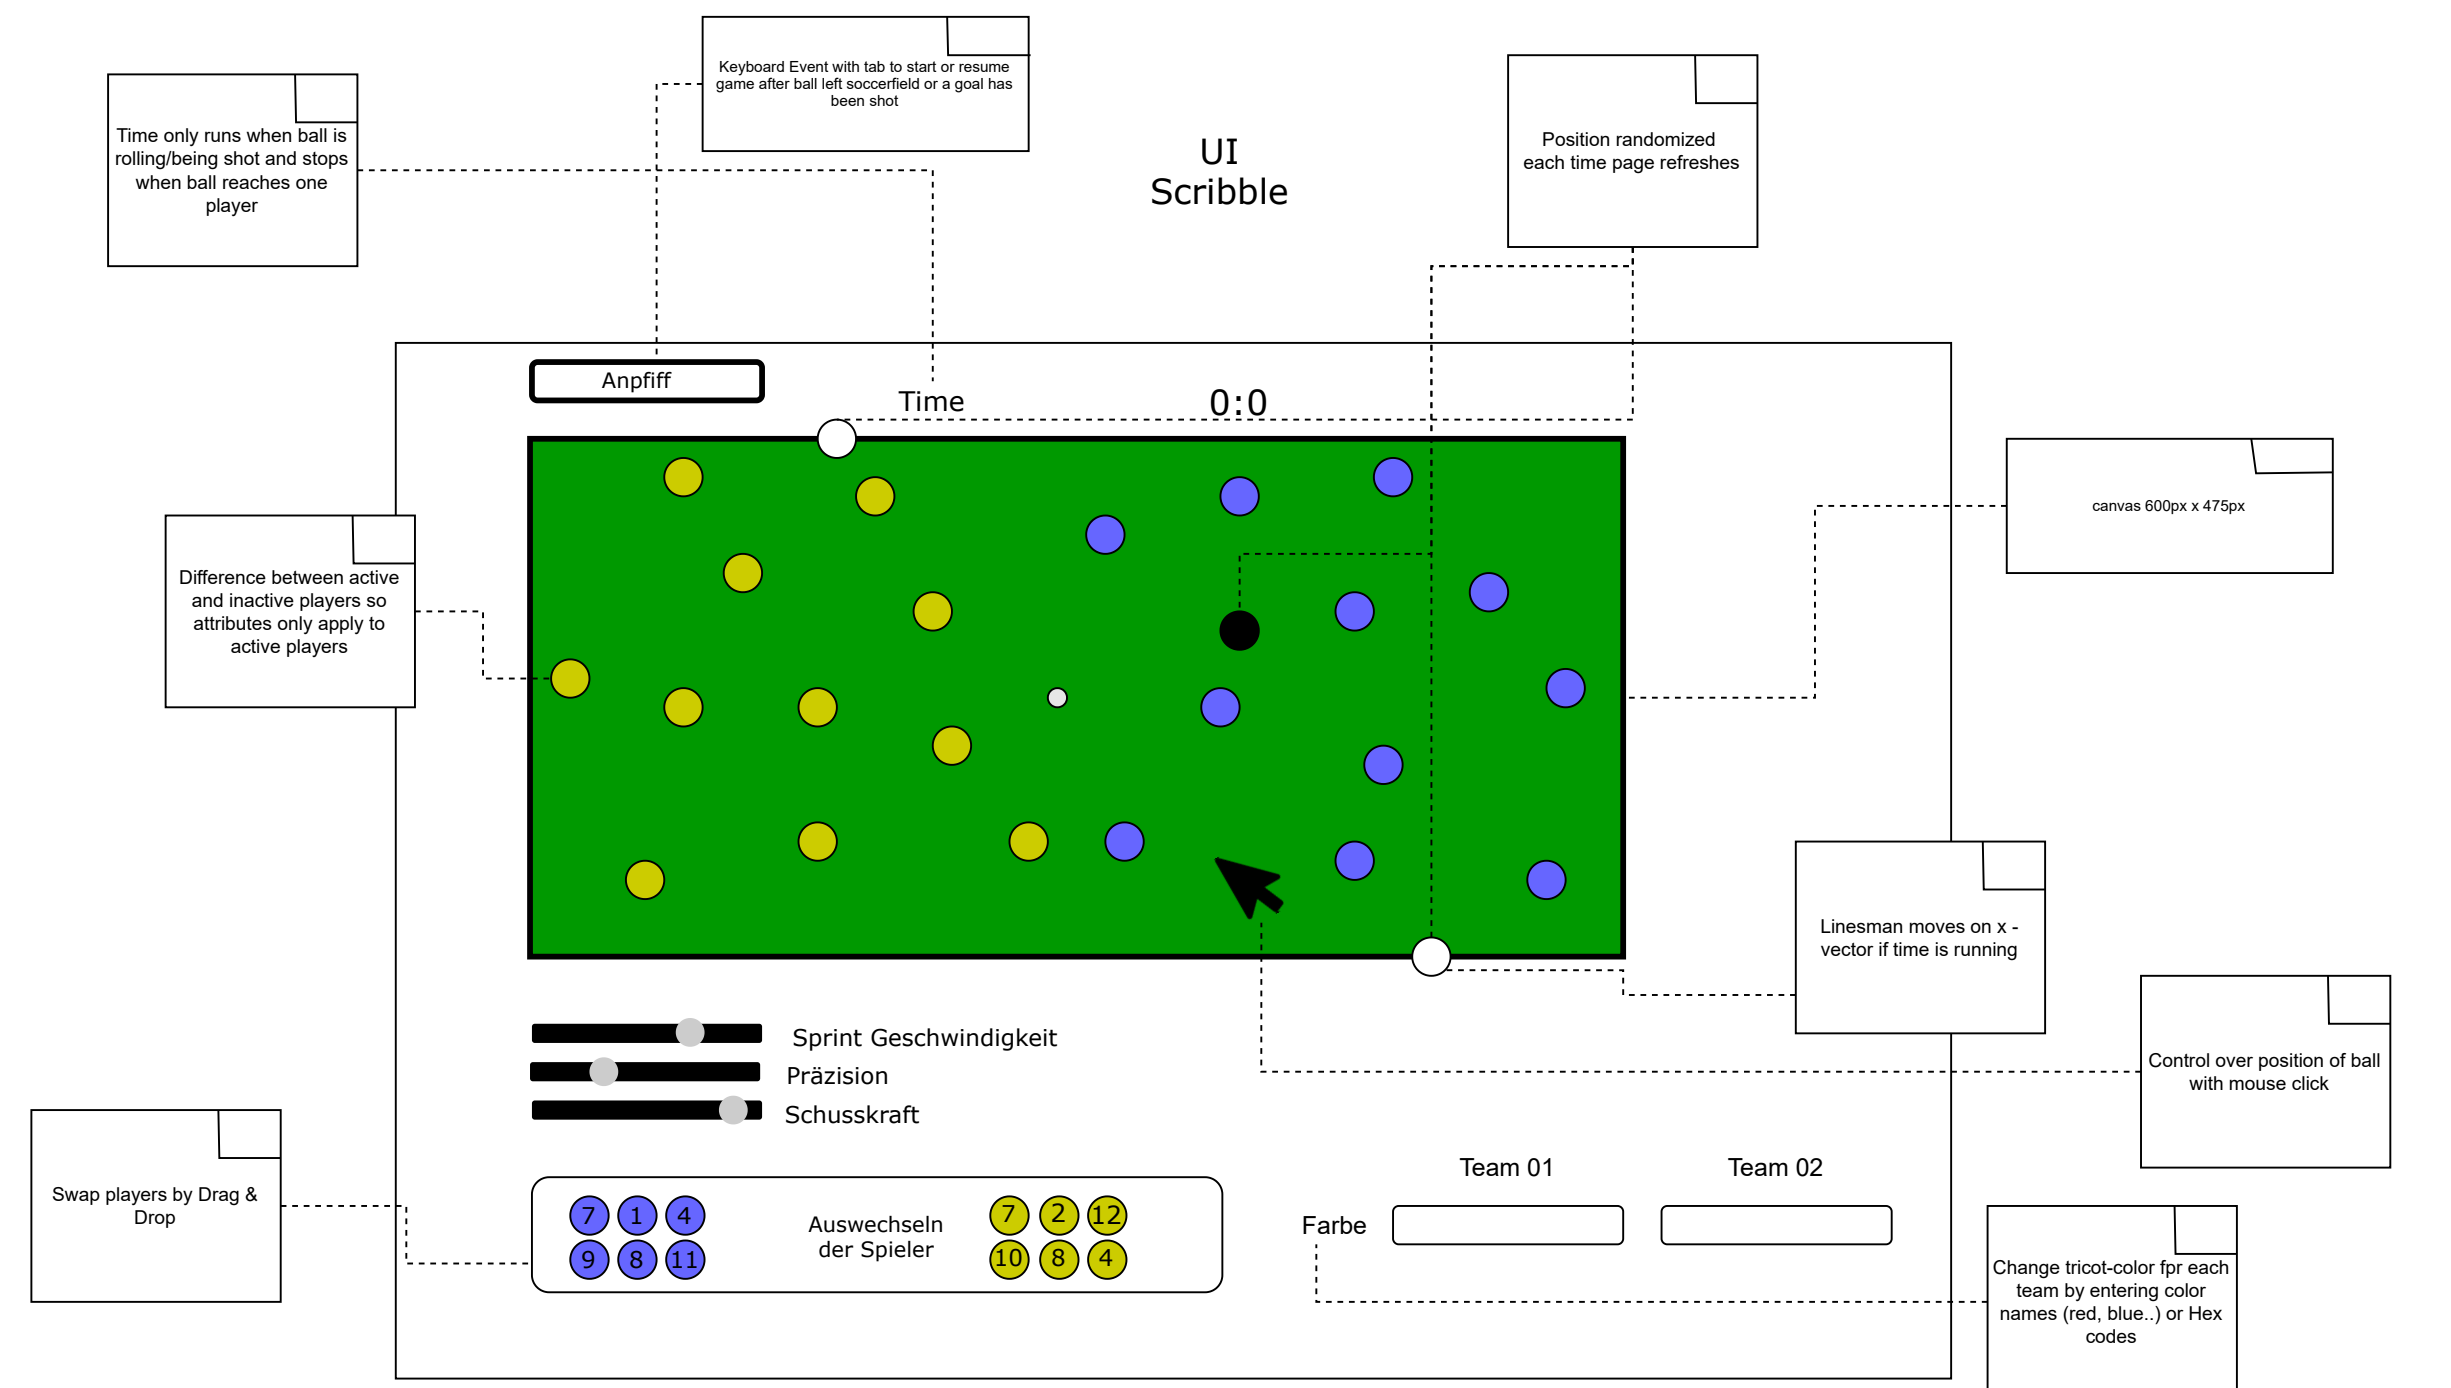 Keyboard Event with tab to start or resume
game after ball left soccerfield or a goal has
been shot
Time only runs when ball is
rolling/being shot and stops
when ball reaches one
player
UI
Scribble
Position randomized
each time page refreshes
Anpfiff
Time
0:0
canvas 600px x 475px
Difference between active
and inactive players so
attributes only apply to
active players
Linesman moves on x -
vector if time is running
Control over position of ball
with mouse click
Sprint Geschwindigkeit
Präzision
Schusskraft
Swap players by Drag &
Drop
7 1 4
9 8 11
Auswechseln
der Spieler
7 2 12
10 8 4
Team 01
Team 02
Farbe
Change tricot-color fpr each
team by entering color
names (red, blue..) or Hex
codes